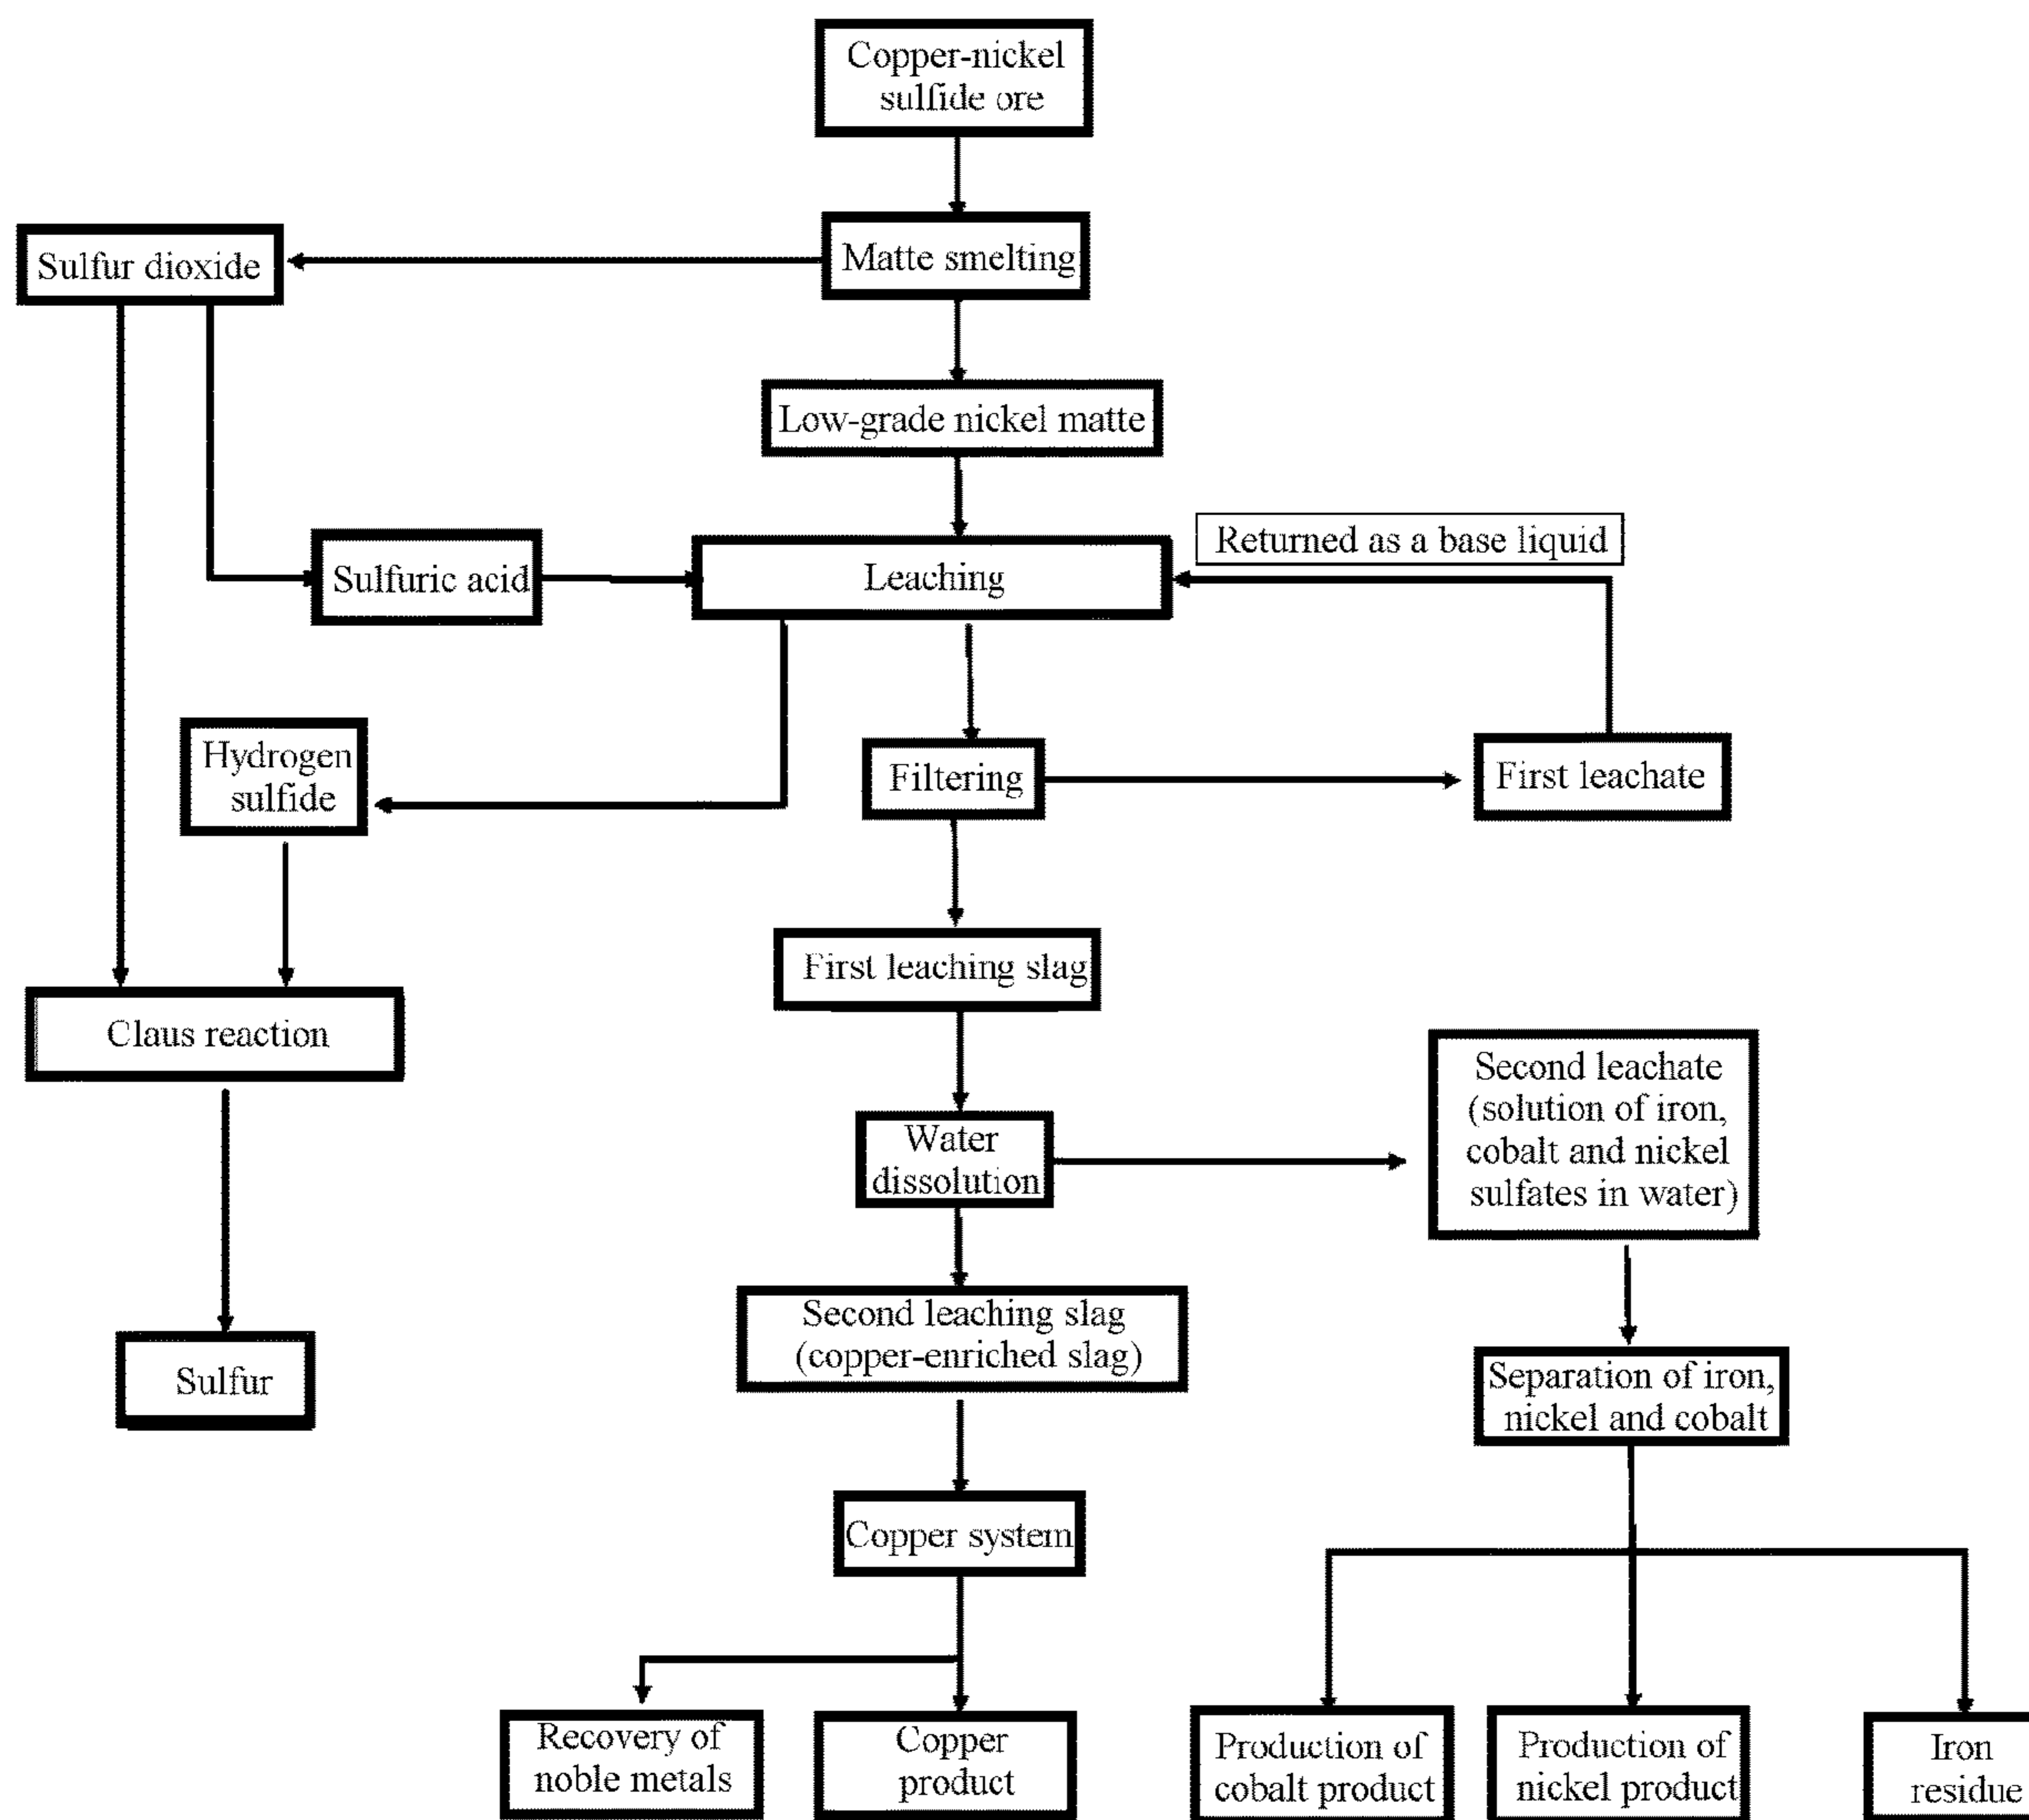 Copper-nickel
sulfide ore
Sulfur dioxide
Matte smelting
Low-grade nickel matte
Returned as a base liquid
Sulfuric acid
Leaching
Hydrogen
sulfide
Filtering
First leachate
First leaching slag
Claus reaction
Second leachate
(solution of iron,
cobalt and nickel
sulfates in water)
Water
dissolution
Second leaching slag
(copper-enriched slag)
Sulfur
Separation of iron,
nickel and cobalt
Copper system
Recovery of
noble metals
Copper
product
Production of
cobalt product
Production of
nickel product
Iron
residue